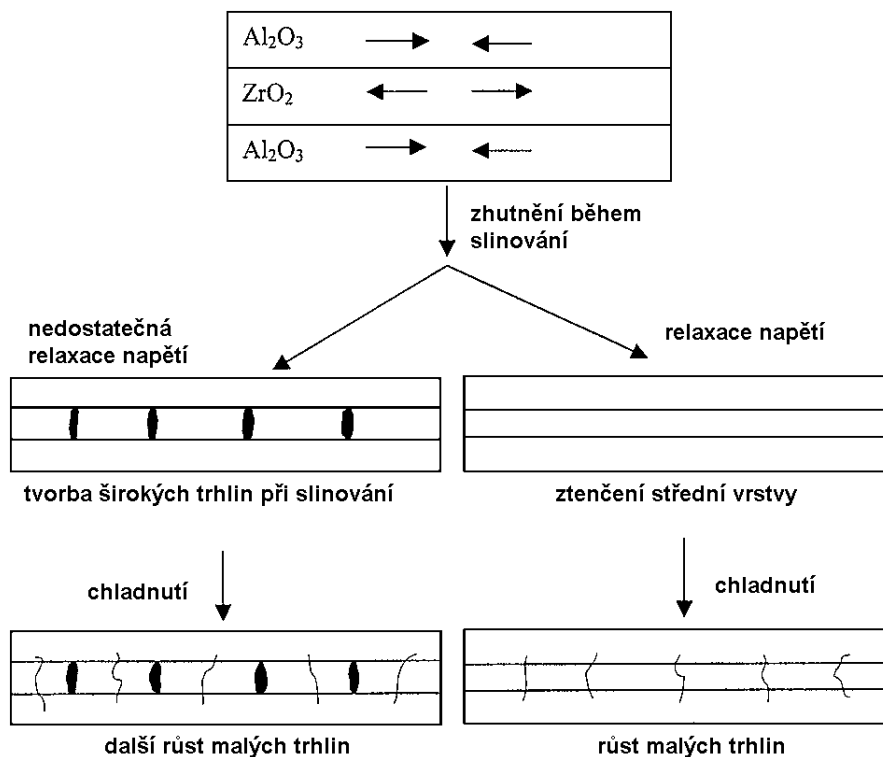 Al₂O₃
ZrO₂
Al₂O₃
zhutnění během
slinování
nedostatečná
relaxace napětí
relaxace napětí
tvorba širokých trhlin při slinování
ztenčení střední vrstvy
chladnutí
chladnutí
další růst malých trhlin
růst malých trhlin